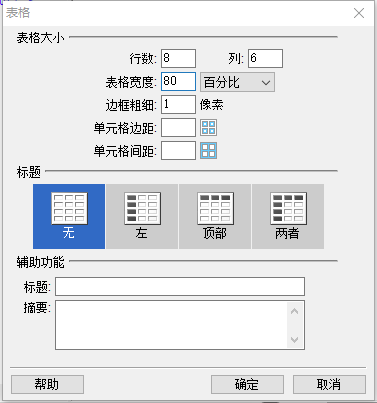 表格
表格大小
行数: 8 列: 6
表格宽度: 80 百分比
边框粗细: 1 像素
单元格边距:
单元格间距:
标题
无 左 顶部 两者
辅助功能
标题:
摘要:
帮助 确定 取消